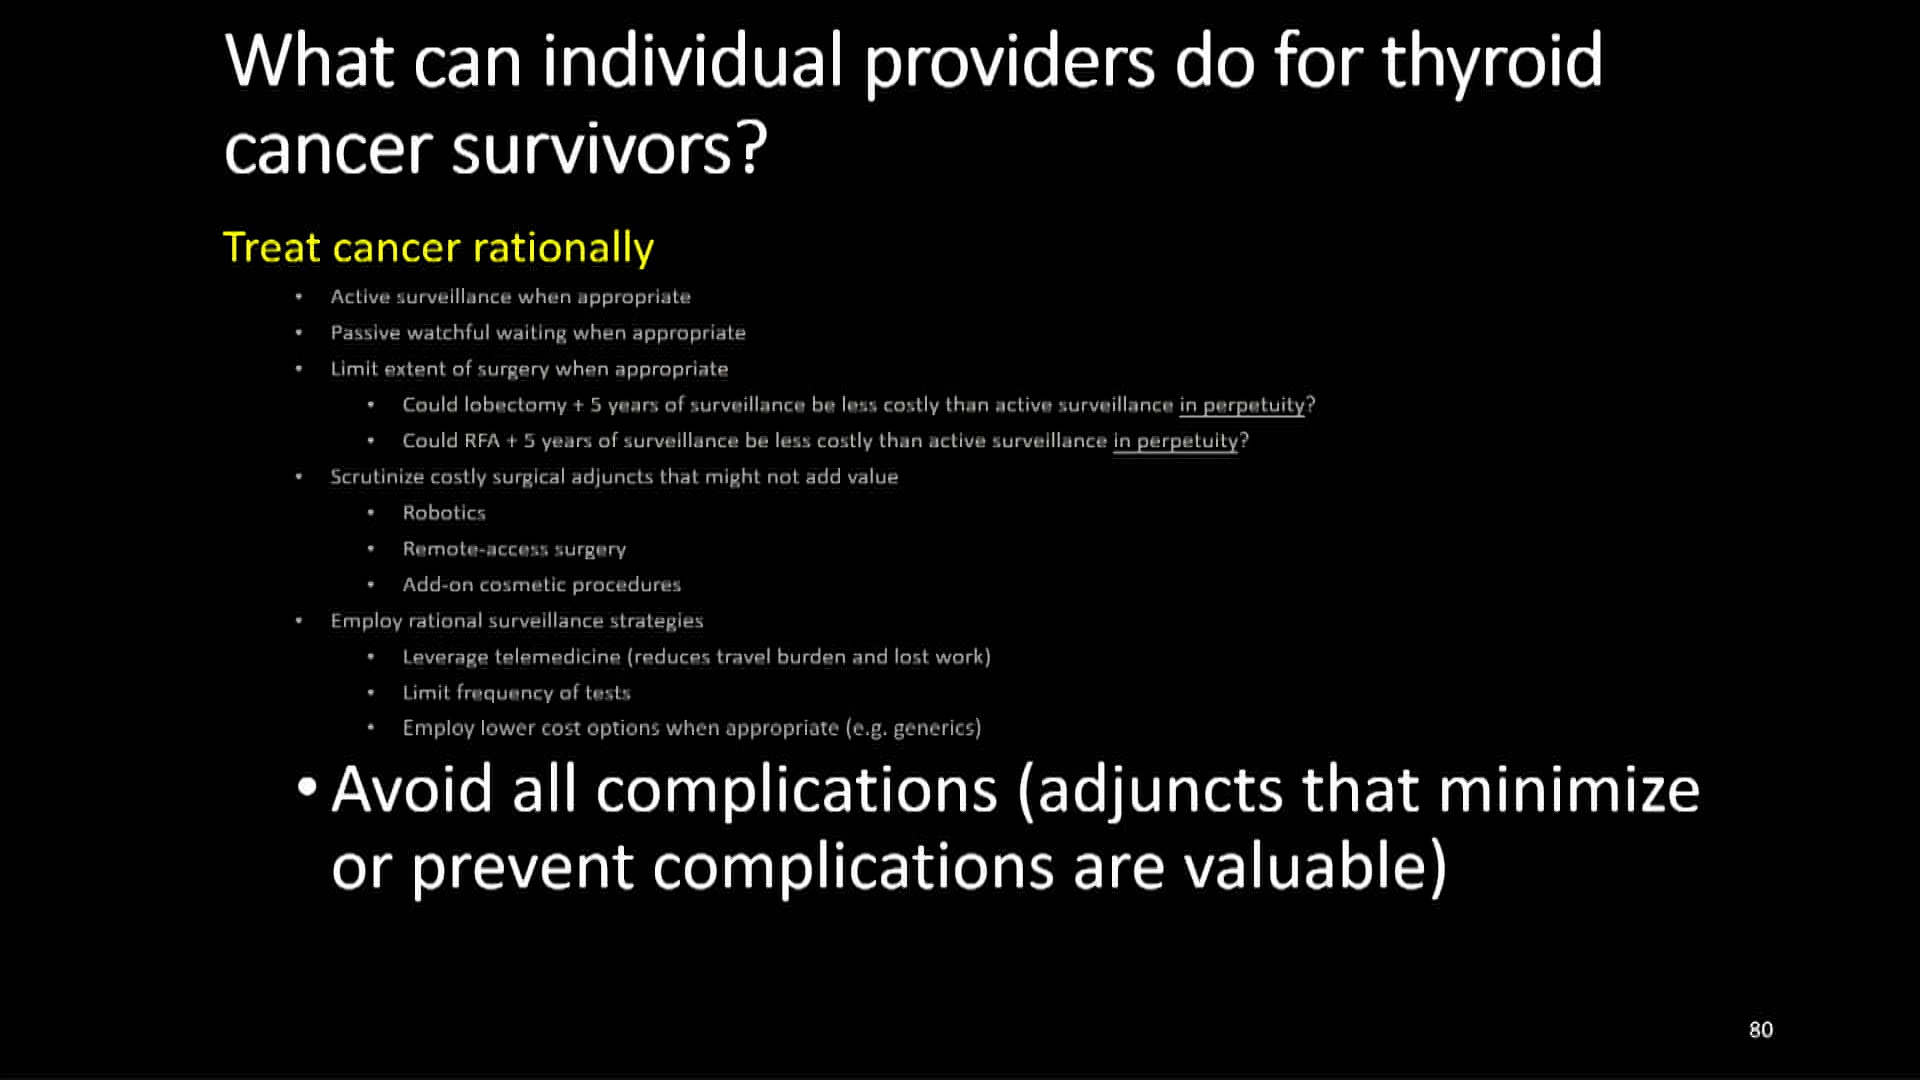 What can individual providers do for thyroid
cancer survivors?
Treat cancer rationally
• Active surveillance when appropriate
• Passive watchful waiting when appropriate
• Limit extent of surgery when appropriate
• Could lobectomy + 5 years of surveillance be less costly than active surveillance in perpetuity?
• Could RFA + 5 years of surveillance be less costly than active surveillance in perpetuity?
• Scrutinize costly surgical adjuncts that might not add value
• Robotics
• Remote-access surgery
• Add-on cosmetic procedures
• Employ rational surveillance strategies
• Leverage telemedicine (reduces travel burden and lost work)
• Limit frequency of tests
• Employ lower cost options when appropriate (e.g. generics)
• Avoid all complications (adjuncts that minimize
or prevent complications are valuable)
80